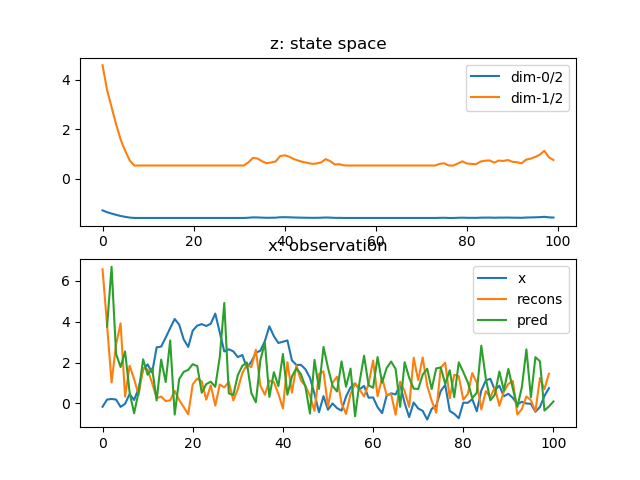 z: state space
4
2
0
dim-0/2
dim-1/2
0 20 40 60 80 100
x: observation
6
4
2
0
x
recons
pred
0 20 40 60 80 100